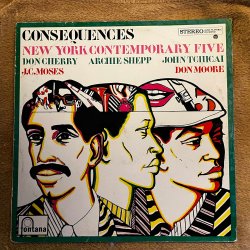 CONSEQUENCES
STEREO
NEW YORK CONTEMPORARY FIVE
DON CHERRY ARCHIE SHEPP JOHN TCHICAI
J.C. MOSES DON MOORE
fontana